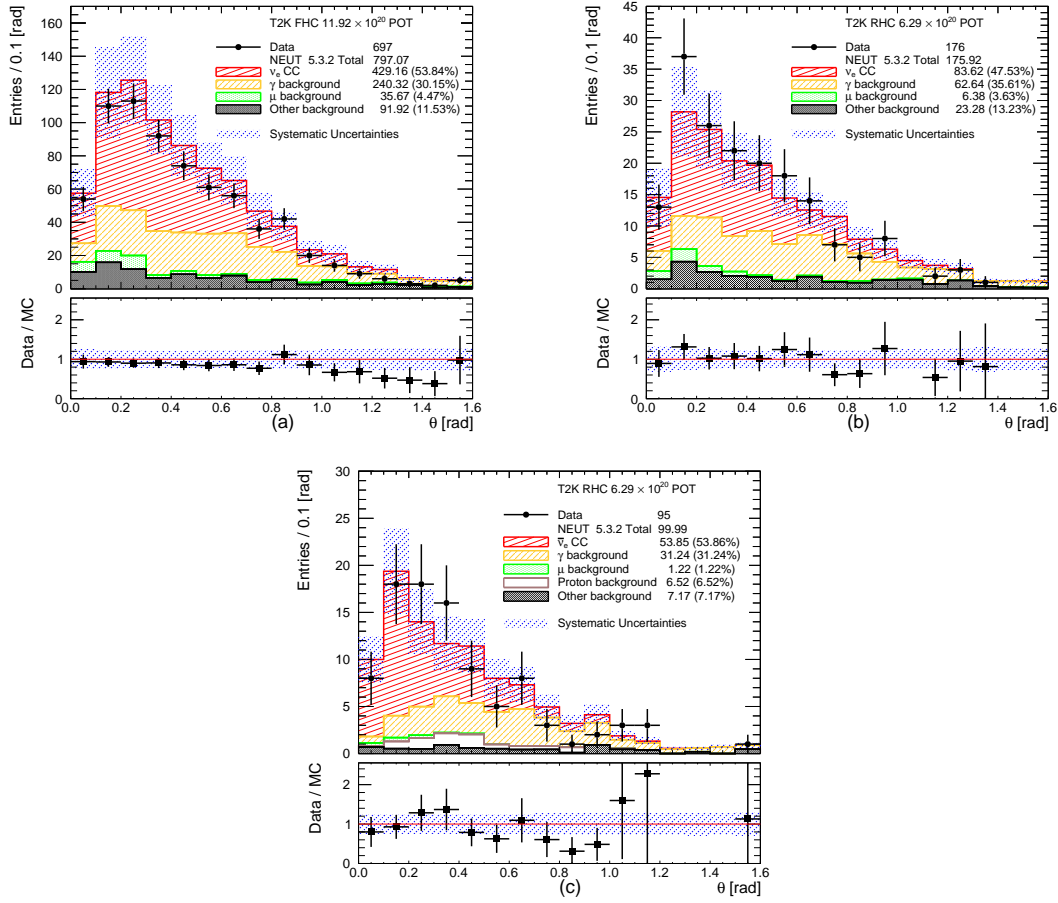 T2K FHC 11.92 × 10²⁰ POT
Data 697
NEUT 5.3.2 Total 797.07
νₑ CC 429.16 (53.84%)
γ background 240.32 (30.15%)
μ background 35.67 (4.47%)
Other background 91.92 (11.53%)
Systematic Uncertainties
Entries / 0.1 [rad]
160
140
120
100
80
60
40
20
0
Data / MC
2
1
0
0.0 0.2 0.4 0.6 0.8 1.0 1.2 1.4 1.6
(a) θ [rad]
T2K RHC 6.29 × 10²⁰ POT
Data 176
NEUT 5.3.2 Total 175.92
νₑ CC 83.62 (47.53%)
γ background 62.64 (35.61%)
μ background 6.38 (3.63%)
Other background 23.28 (13.23%)
Systematic Uncertainties
Entries / 0.1 [rad]
45
40
35
30
25
20
15
10
5
0
Data / MC
2
1
0
0.0 0.2 0.4 0.6 0.8 1.0 1.2 1.4 1.6
(b) θ [rad]
T2K RHC 6.29 × 10²⁰ POT
Data 95
NEUT 5.3.2 Total 99.99
ν̅ₑ CC 53.85 (53.86%)
γ background 31.24 (31.24%)
μ background 1.22 (1.22%)
Proton background 6.52 (6.52%)
Other background 7.17 (7.17%)
Systematic Uncertainties
Entries / 0.1 [rad]
30
25
20
15
10
5
0
Data / MC
2
1
0
0.0 0.2 0.4 0.6 0.8 1.0 1.2 1.4 1.6
(c) θ [rad]